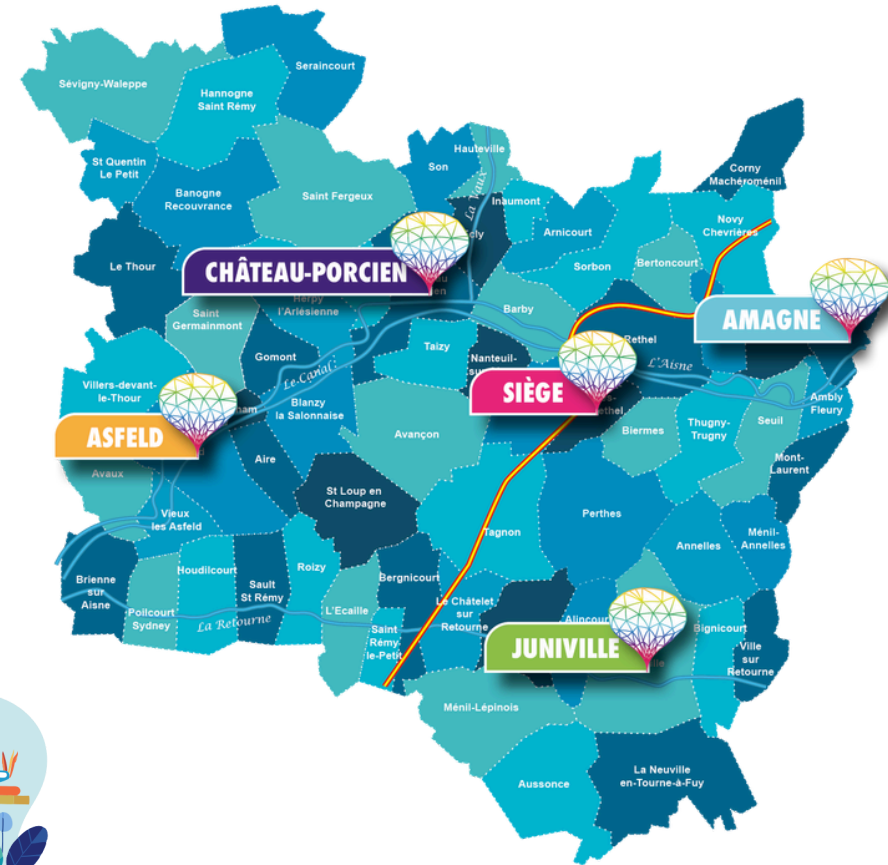 Seraincourt
Sévigny-Waleppe
Hannogne
Saint Rémy
Hauteville
St Quentin
Le Petit
Son
Corny
Machéroménil
Banogne
Recouvrance
Saint Fergeux
La Vaux
Inaumont
Novy
Chevrières
Arnicourt
Le Thour
Sorbon
Bertoncourt
CHÂTEAU-PORCIEN
Herpy
l'Arlésienne
Barby
Saint
Germainmont
AMAGNE
Rethel
Taizy
Gomont
Nanteuil-
L'Aisne
Le Canal
Villers-devant-
le-Thour
SIÈGE
Blanzy
la Salonnaise
Ambly
Fleury
Thugny-
Trugny
Seuil
Biermes
ASFELD
Avançon
Aire
Mont-
Laurent
Avaux
St Loup en
Champagne
Vieux
les Asfeld
Perthes
Tagnon
Annelles
Ménil-
Annelles
Houdilcourt
Roizy
Bergnicourt
Brienne
sur
Aisne
Sault
St Rémy
Le Châtelet
sur
Retourne
L'Ecaille
Poilcourt
Sydney
La Retourne
Alincourt
Saint
Rémy
le-Petit
Bignicourt
JUNIVILLE
Ville
sur
Retourne
Ménil-Lépinois
La Neuville
en-Tourne-à-Fuy
Aussonce